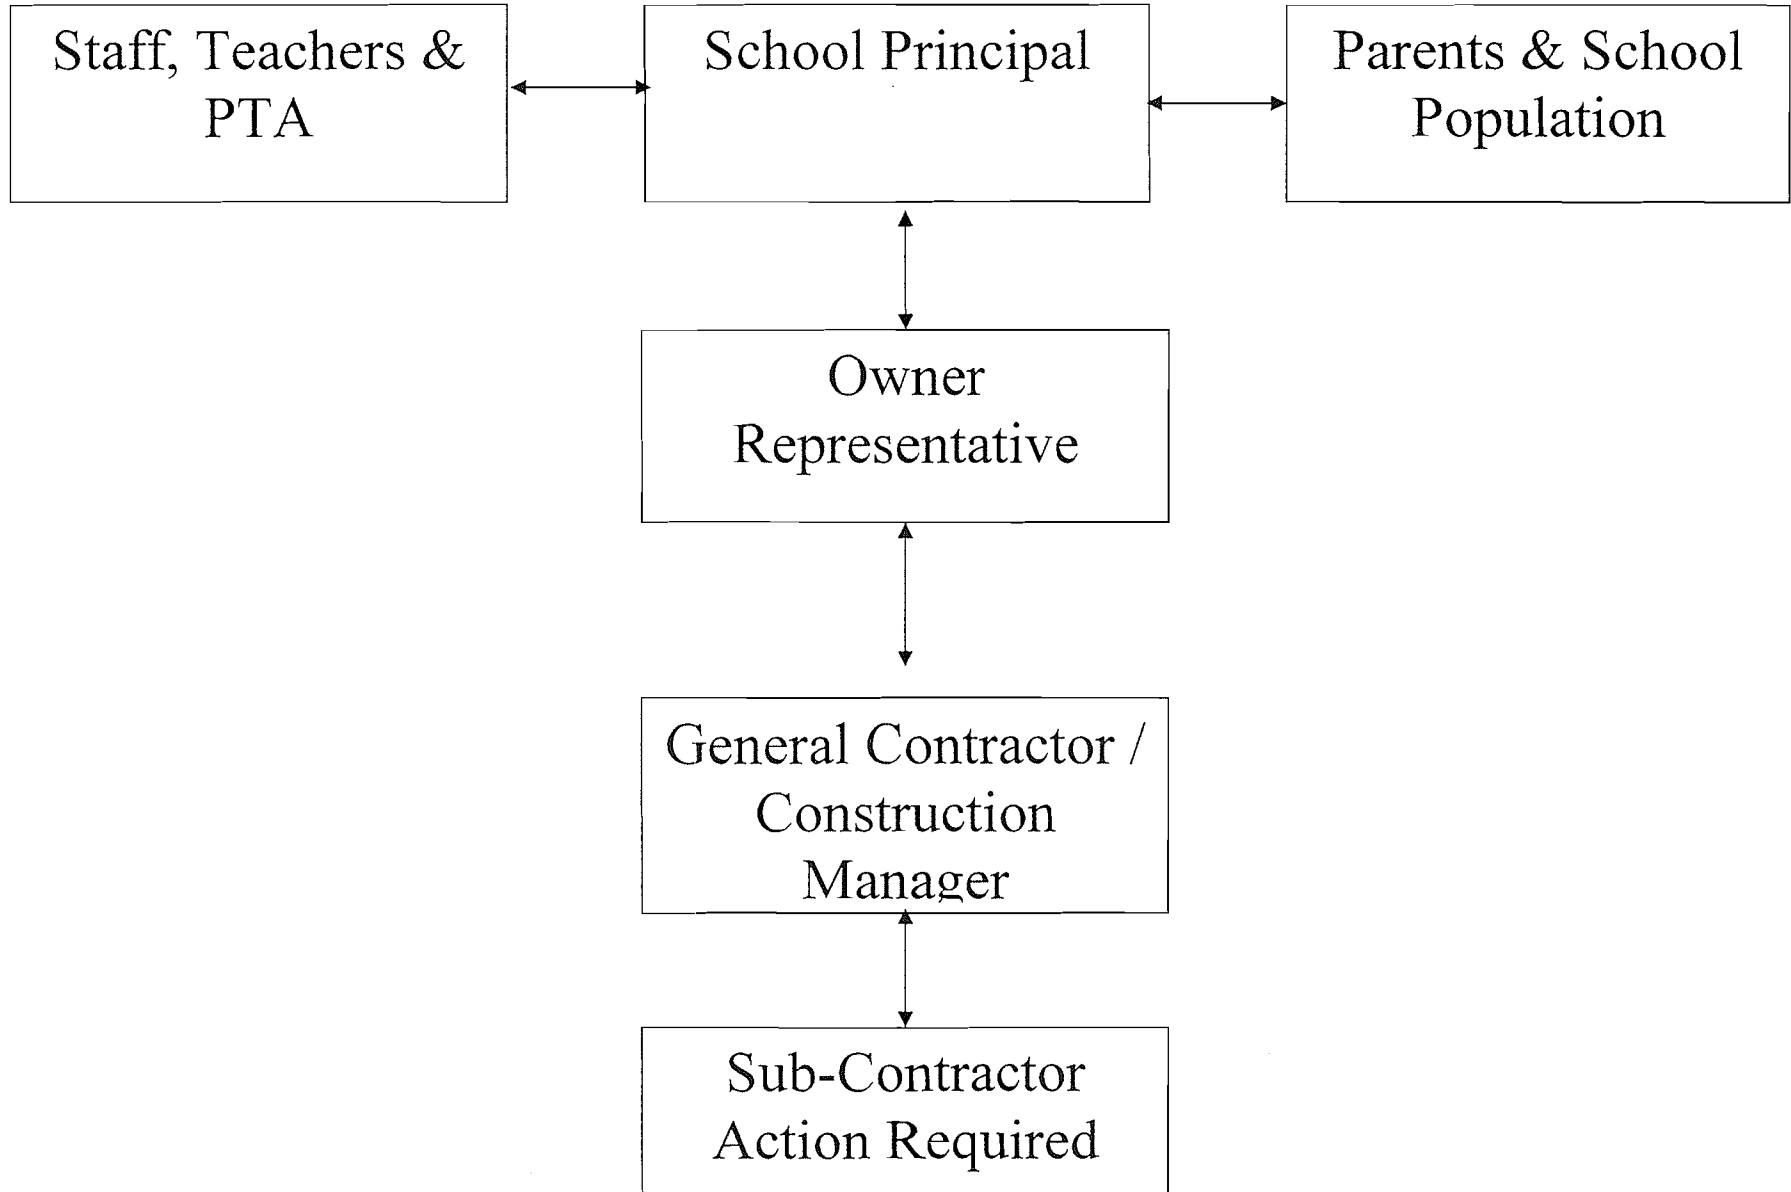 Staff, Teachers &
PTA
School Principal
Parents & School
Population
Owner
Representative
General Contractor /
Construction
Manager
Sub-Contractor
Action Required